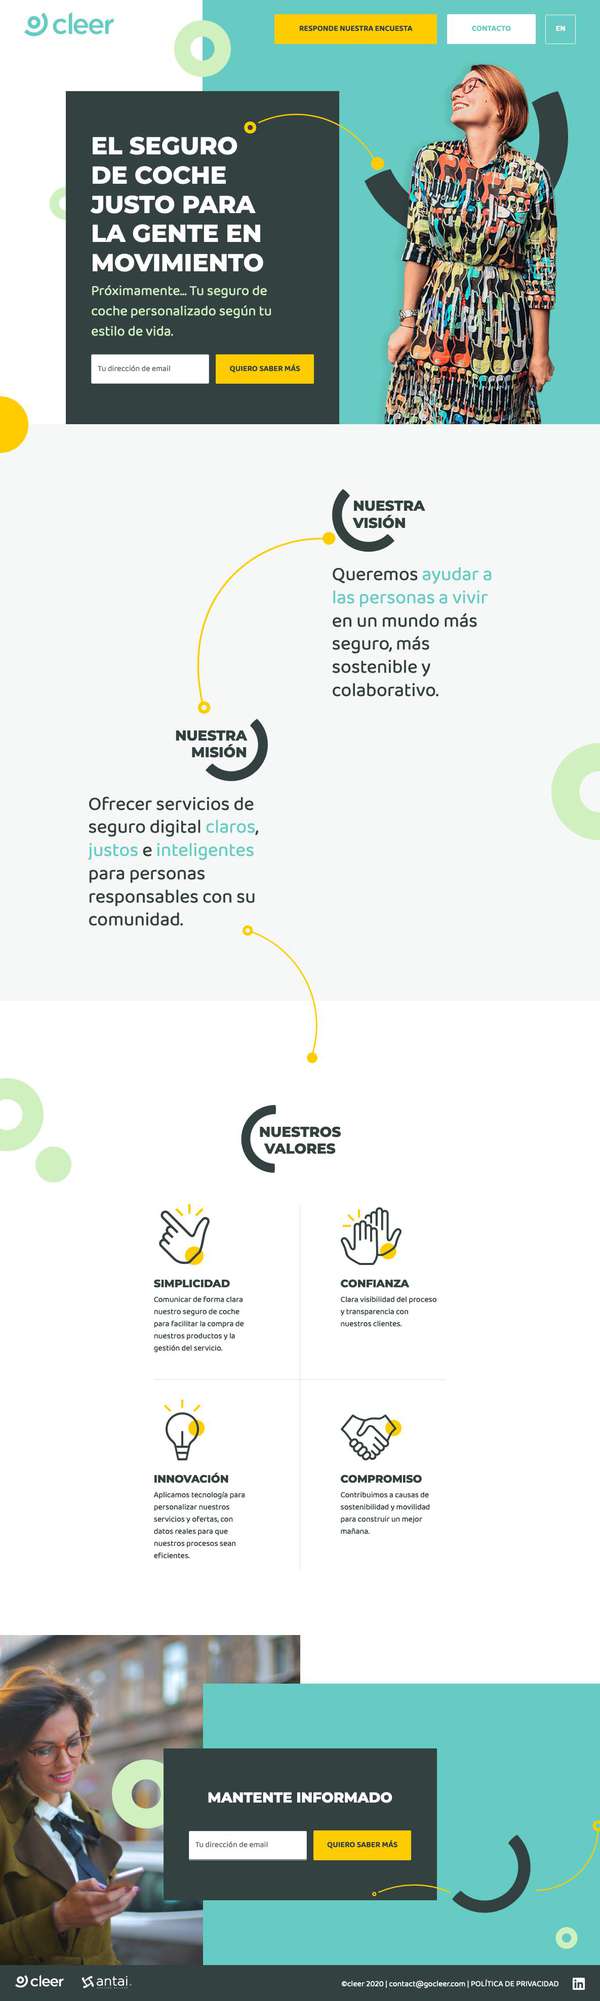 cleer
RESPONDE NUESTRA ENCUESTA
CONTACTO
EN
EL SEGURO
DE COCHE
JUSTO PARA
LA GENTE EN
MOVIMIENTO
Próximamente... Tu seguro de
coche personalizado según tu
estilo de vida.
Tu dirección de email
QUIERO SABER MÁS
NUESTRA
VISIÓN
Queremos ayudar a
las personas a vivir
en un mundo más
seguro, más
sostenible y
colaborativo.
NUESTRA
MISIÓN
Ofrecer servicios de
seguro digital claros,
justos e inteligentes
para personas
responsables con su
comunidad.
NUESTROS
VALORES
SIMPLICIDAD
Comunicar de forma clara
nuestro seguro de coche
para facilitar la compra de
nuestros productos y la
gestión del servicio.
CONFIANZA
Clara visibilidad del proceso
y transparencia con
nuestros clientes.
INNOVACIÓN
Aplicamos tecnología para
personalizar nuestros
servicios y ofertas, con
datos reales para que
nuestros procesos sean
eficientes.
COMPROMISO
Contribuimos a causas de
sostenibilidad y movilidad
para construir un mejor
mañana.
MANTENTE INFORMADO
Tu dirección de email
QUIERO SABER MÁS
cleer
antai.
©cleer 2020 | contact@gocleer.com | POLÍTICA DE PRIVACIDAD
in